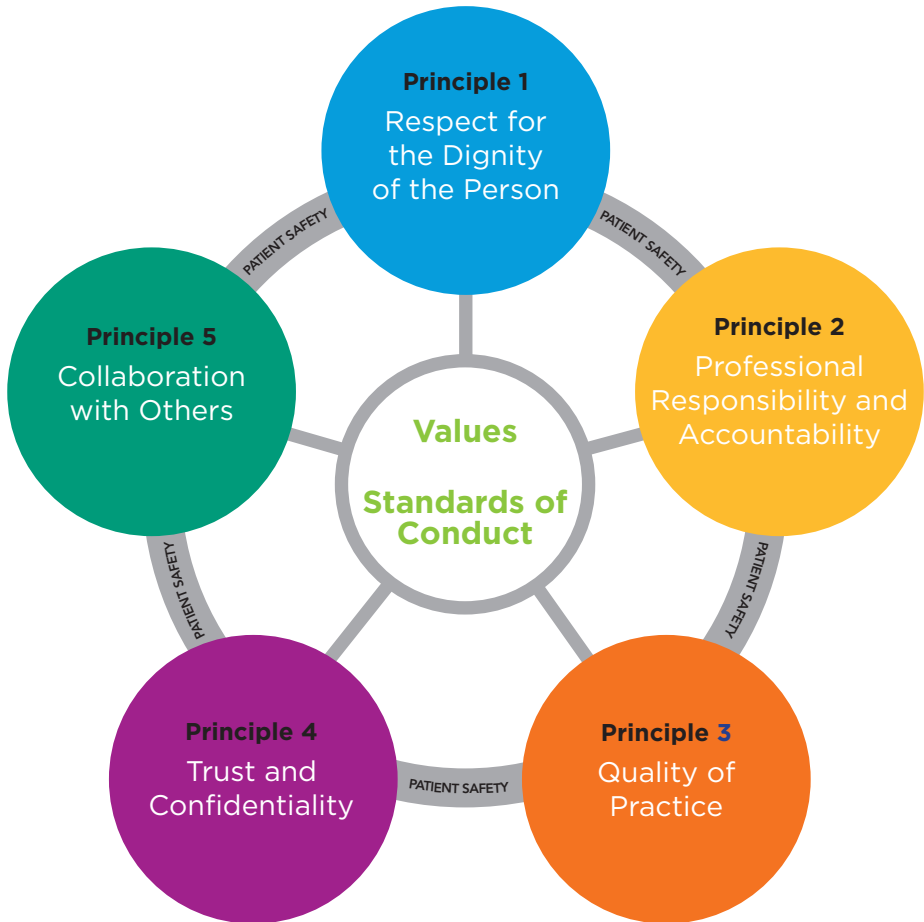 Principle 1
Respect for
the Dignity
of the Person
PATIENT SAFETY
PATIENT SAFETY
Principle 5
Collaboration
with Others
Principle 2
Professional
Responsibility and
Accountability
Values
Standards of
Conduct
PATIENT SAFETY
PATIENT SAFETY
Principle 4
Trust and
Confidentiality
PATIENT SAFETY
Principle 3
Quality of
Practice